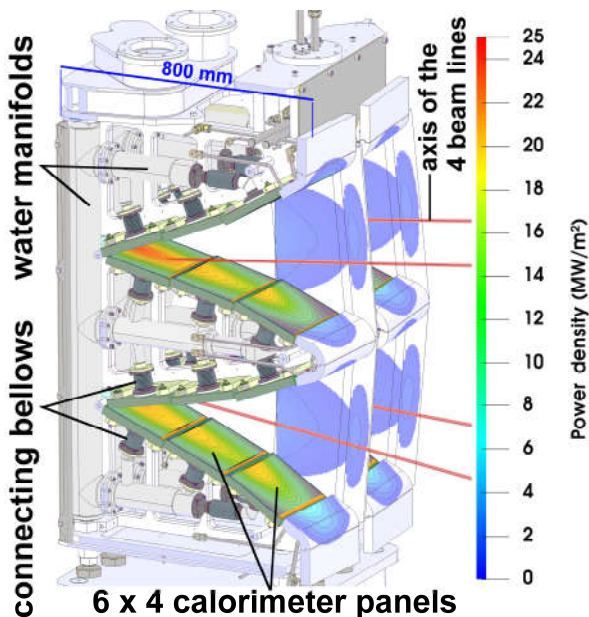 800 mm
water manifolds
connecting bellows
6 x 4 calorimeter panels
axis of the
4 beam lines
25
24
22
20
18
16
14
12
10
8
6
4
2
0
Power density (MW/m²)